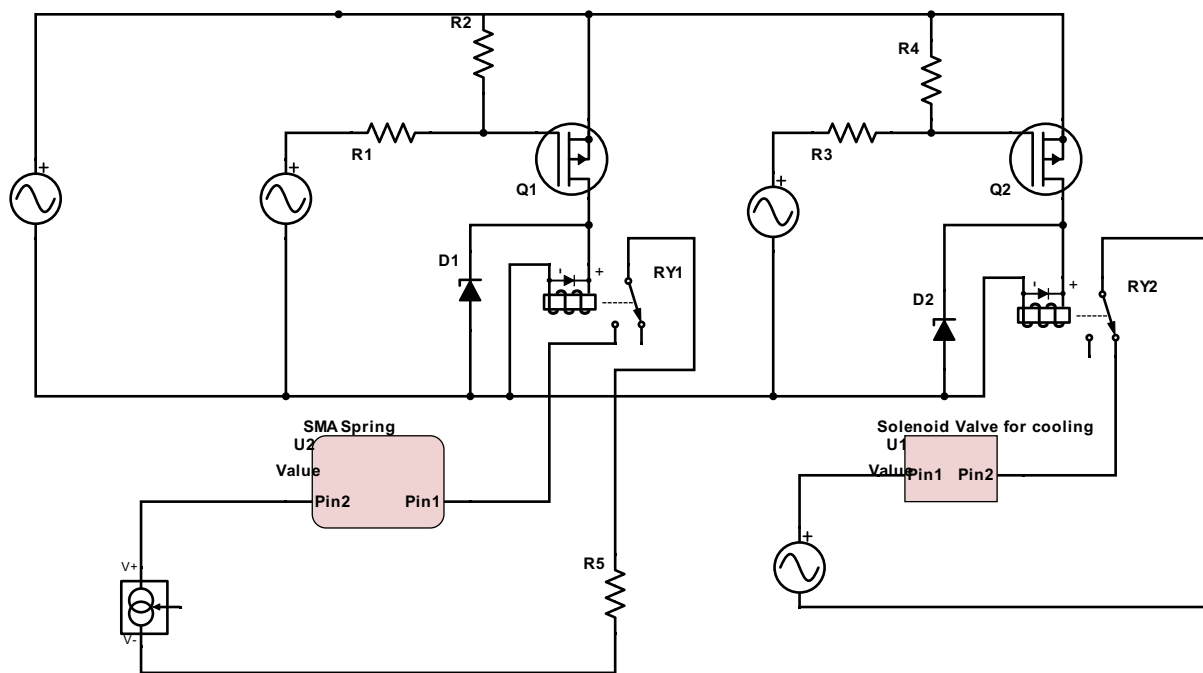 R2
R4
+
+
R1
R3
+
Q1
Q2
D1
+
RY1
D2
+
RY2
SMA Spring
U2
Value
Pin2 Pin1
Solenoid Valve for cooling
U1
Value
Pin1 Pin2
+
V+
R5
V-